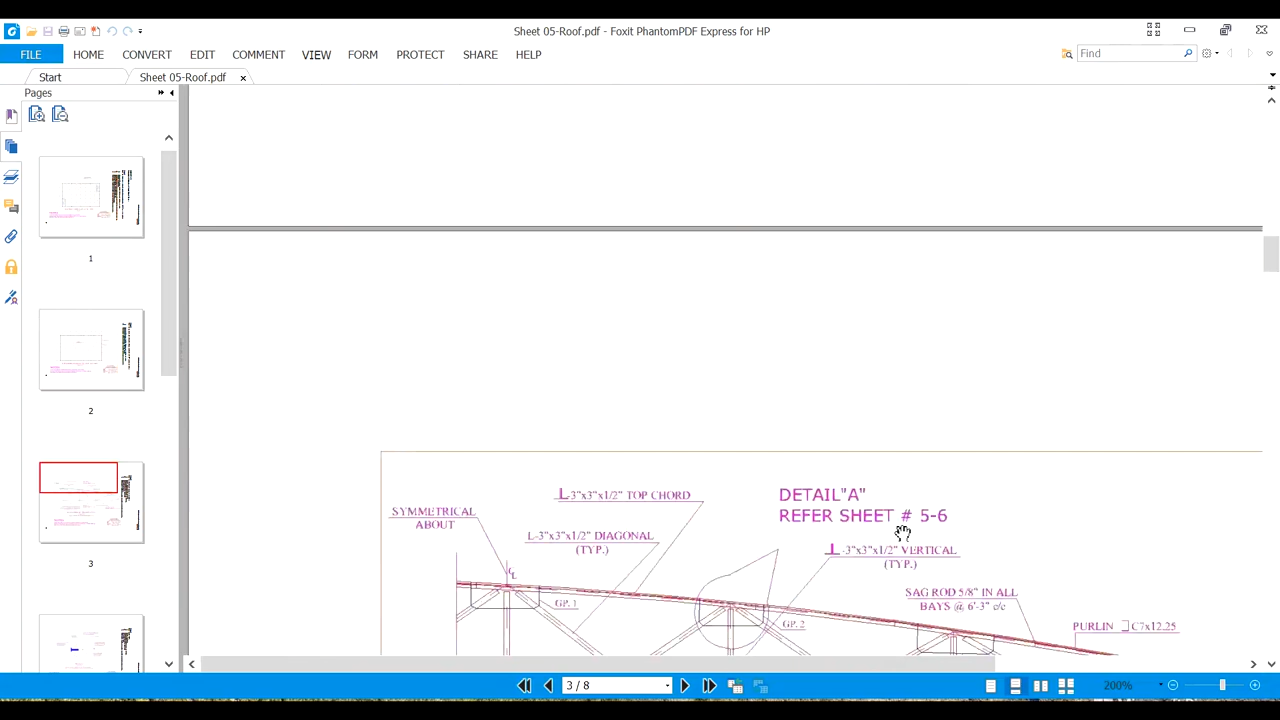 Sheet 05-Roof.pdf - Foxit PhantomPDF Express for HP
FILE HOME CONVERT EDIT COMMENT VIEW FORM PROTECT SHARE HELP
Find
Start
Sheet 05-Roof.pdf
Pages
1
2
3
DETAIL"A"
REFER SHEET # 5-6
L-3"x3"x1/2" TOP CHORD
SYMMETRICAL
ABOUT
L-3"x3"x1/2" DIAGONAL
(TYP.)
-3"x3"x1/2" VERTICAL
(TYP.)
CL
GP. 1
GP. 2
SAG ROD 5/8" IN ALL
BAYS @ 6'-3" c/c
PURLIN C7x12.25
3 / 8
200%